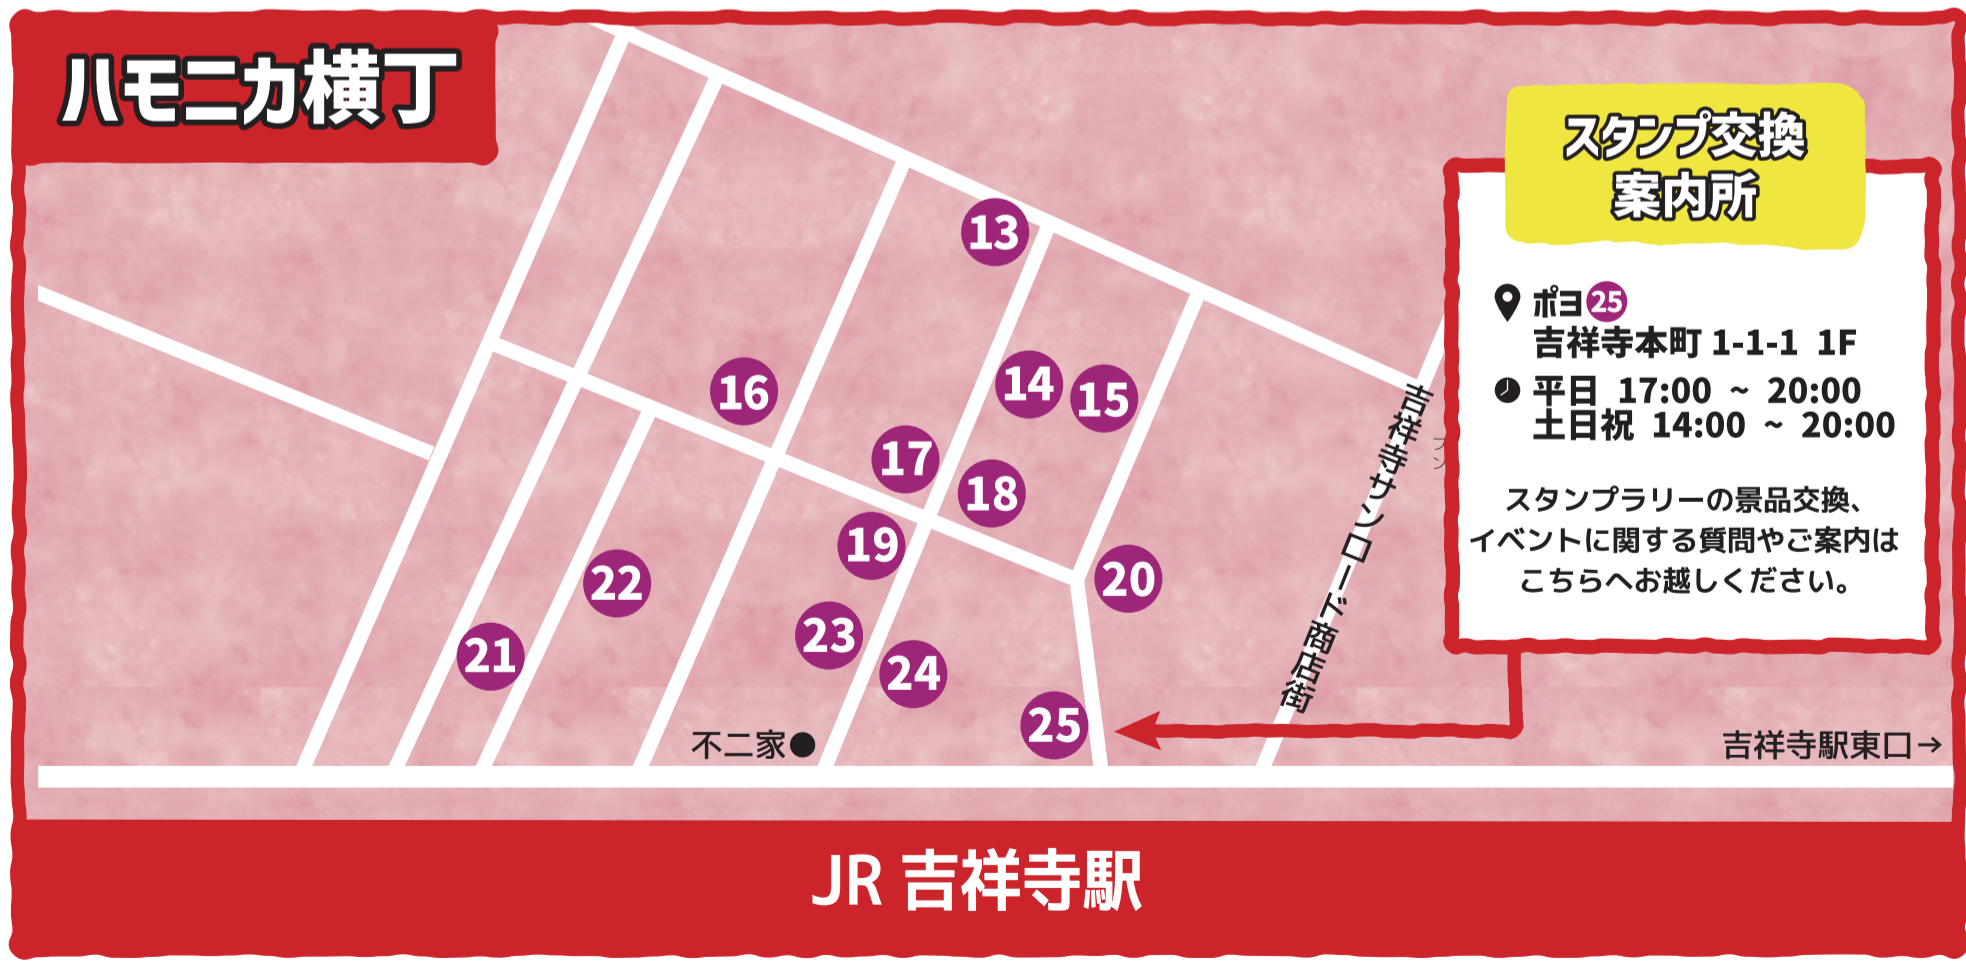 ハモニカ横丁
スタンプ交換
案内所
ポヨ25
吉祥寺本町 1-1-1 1F
平日 17:00 ~ 20:00
土日祝 14:00 ~ 20:00
スタンプラリーの景品交換、
イベントに関する質問やご案内は
こちらへお越しください。
13
16
14
15
17
18
19
20
22
21
23
24
25
吉祥寺サンロード商店街
不二家●
吉祥寺駅東口→
JR 吉祥寺駅